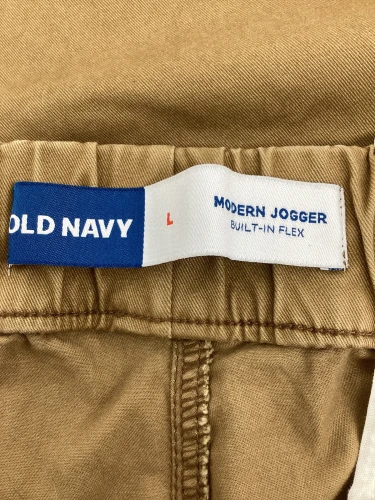 OLD NAVY
L
MODERN JOGGER
BUILT-IN FLEX